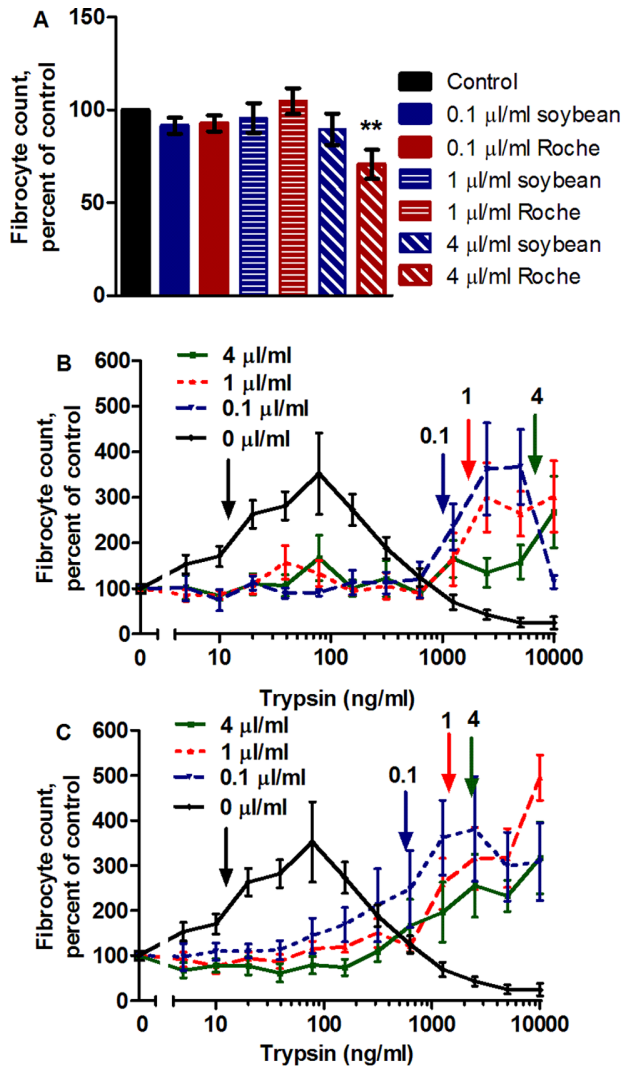 A
Fibrocyte count,
percent of control
150
100
50
0
**
Control
0.1 µl/ml soybean
0.1 µl/ml Roche
1 µl/ml soybean
1 µl/ml Roche
4 µl/ml soybean
4 µl/ml Roche
B
Fibrocyte count,
percent of control
600
500
400
300
200
100
0
4 µl/ml
1 µl/ml
0.1 µl/ml
0 µl/ml
0.1
1
4
0 10 100 1000 10000
Trypsin (ng/ml)
C
Fibrocyte count,
percent of control
600
500
400
300
200
100
0
4 µl/ml
1 µl/ml
0.1 µl/ml
0 µl/ml
0.1
1
4
0 10 100 1000 10000
Trypsin (ng/ml)